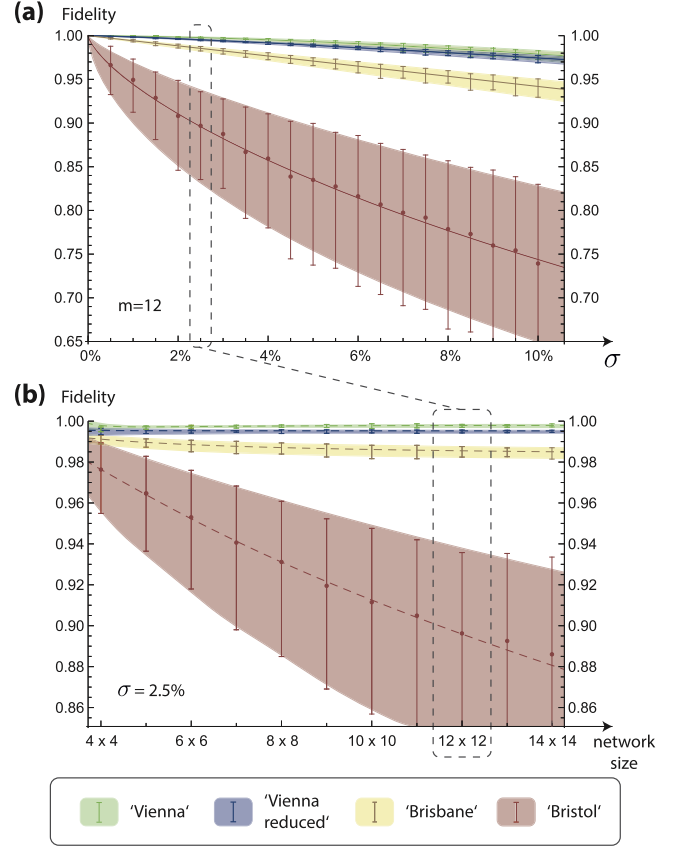 (a) Fidelity
1.00 1.00
0.95 0.95
0.90 0.90
0.85 0.85
0.80 0.80
0.75 0.75
0.70 0.70
m=12
0.65
0% 2% 4% 6% 8% 10% σ
(b) Fidelity
1.00 1.00
0.98 0.98
0.96 0.96
0.94 0.94
0.92 0.92
0.90 0.90
0.88 0.88
σ = 2.5%
0.86 0.86
4 x 4 6 x 6 8 x 8 10 x 10 12 x 12 14 x 14 network
size
'Vienna' 'Vienna 'Brisbane' 'Bristol'
reduced'